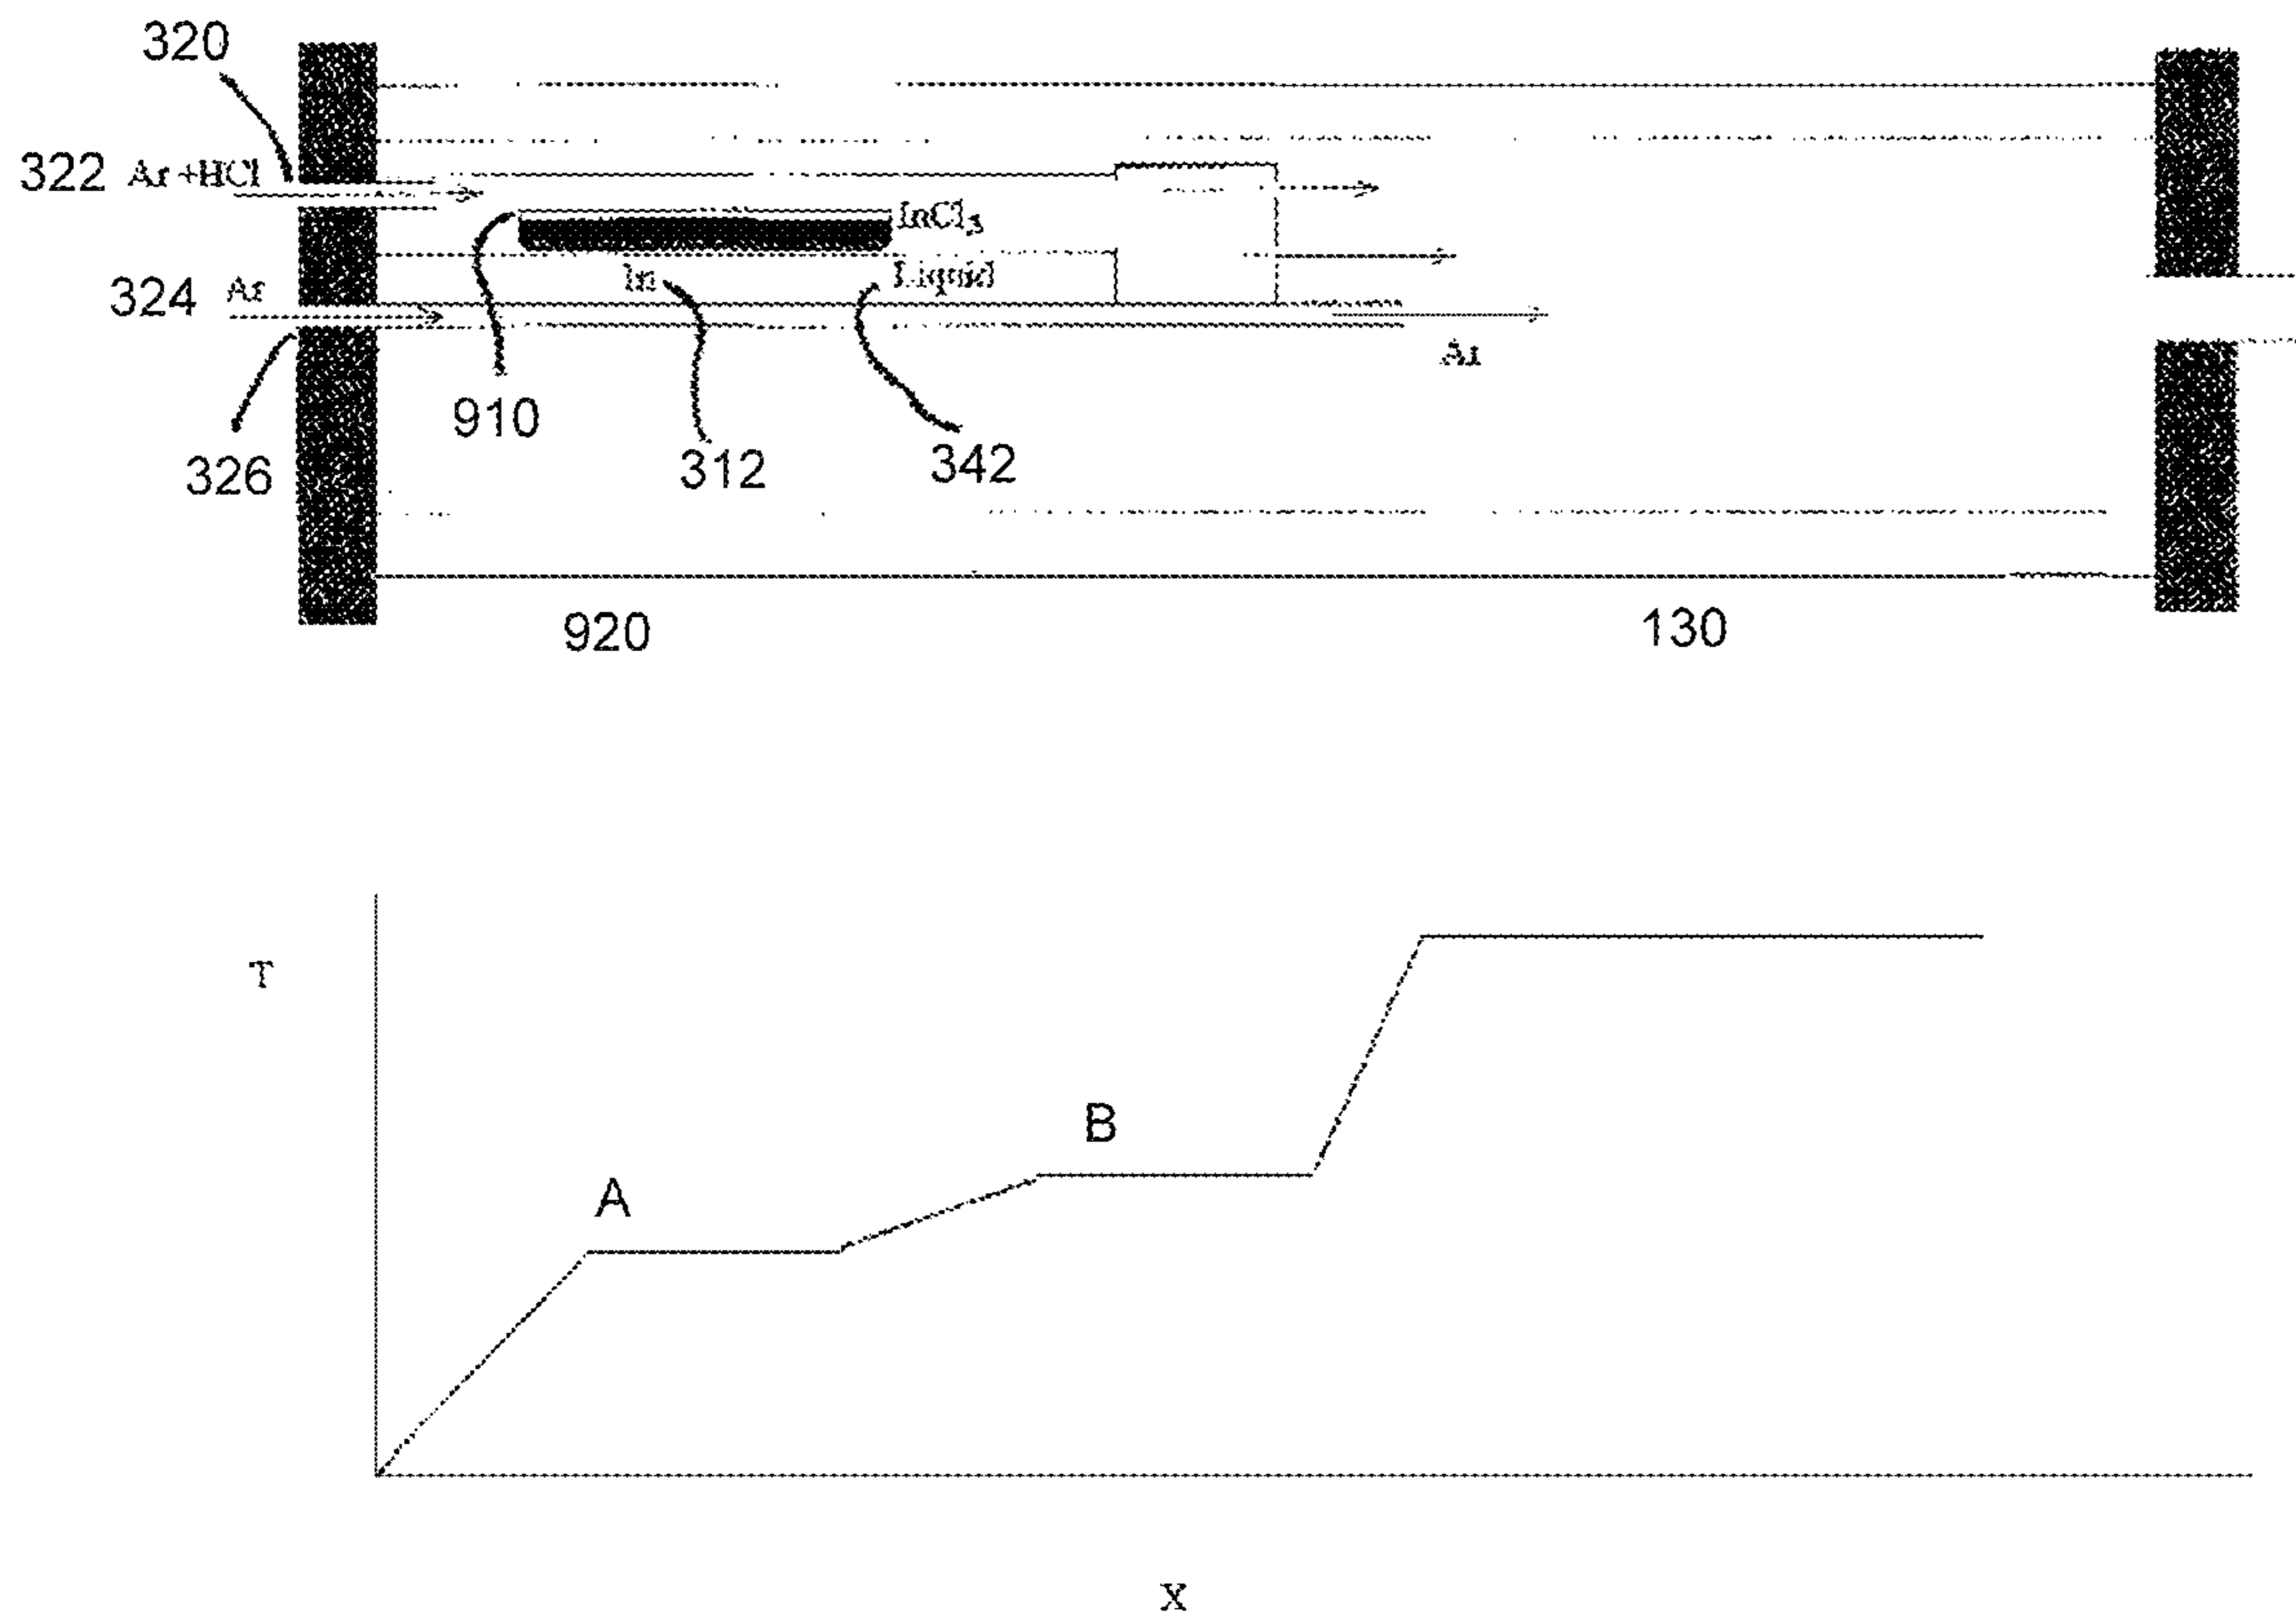 320
322 Ar +HCl
InCl3
324 Ar
In
Liquid
Ar
910
326
312
342
920
130
T
B
A
X